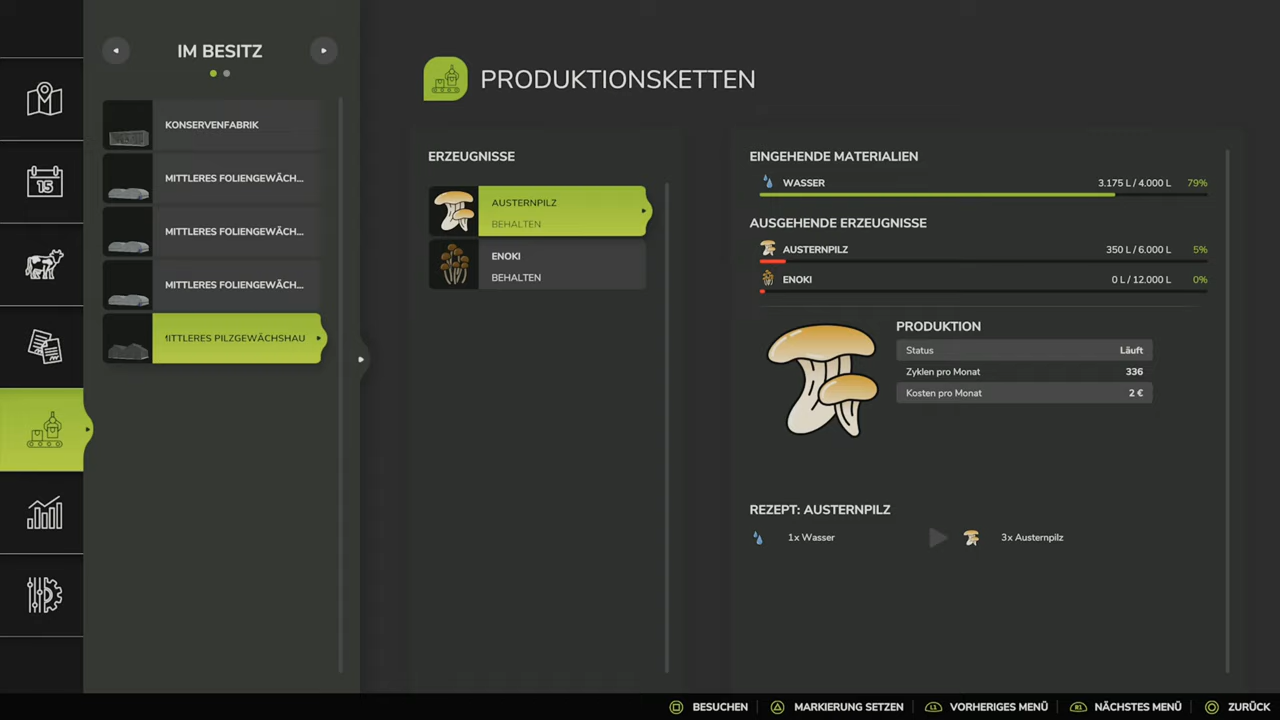 IM BESITZ
KONSERVENFABRIK
MITTLERES FOLIENGEWÄCH...
MITTLERES FOLIENGEWÄCH...
MITTLERES FOLIENGEWÄCH...
MITTLERES PILZGEWÄCHSHAU
15
PRODUKTIONSKETTEN
ERZEUGNISSE
AUSTERNPILZ
BEHALTEN
ENOKI
BEHALTEN
EINGEHENDE MATERIALIEN
WASSER 3.175 L / 4.000 L 79%
AUSGEHENDE ERZEUGNISSE
AUSTERNPILZ 350 L / 6.000 L 5%
ENOKI 0 L / 12.000 L 0%
PRODUKTION
Status Läuft
Zyklen pro Monat 336
Kosten pro Monat 2 €
REZEPT: AUSTERNPILZ
1x Wasser 3x Austernpilz
BESUCHEN MARKIERUNG SETZEN L1 VORHERIGES MENÜ R1 NÄCHSTES MENÜ ZURÜCK